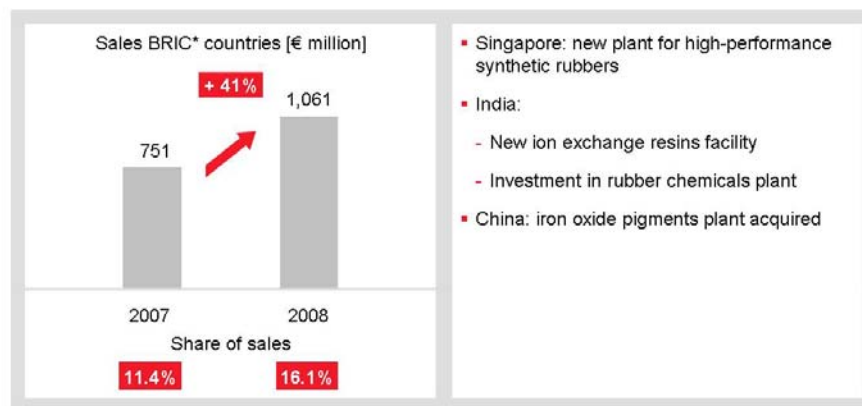 Sales BRIC* countries [€ million]
+ 41%
1,061
751
2007 2008
Share of sales
11.4% 16.1%
▪ Singapore: new plant for high-performance
synthetic rubbers
▪ India:
- New ion exchange resins facility
- Investment in rubber chemicals plant
▪ China: iron oxide pigments plant acquired